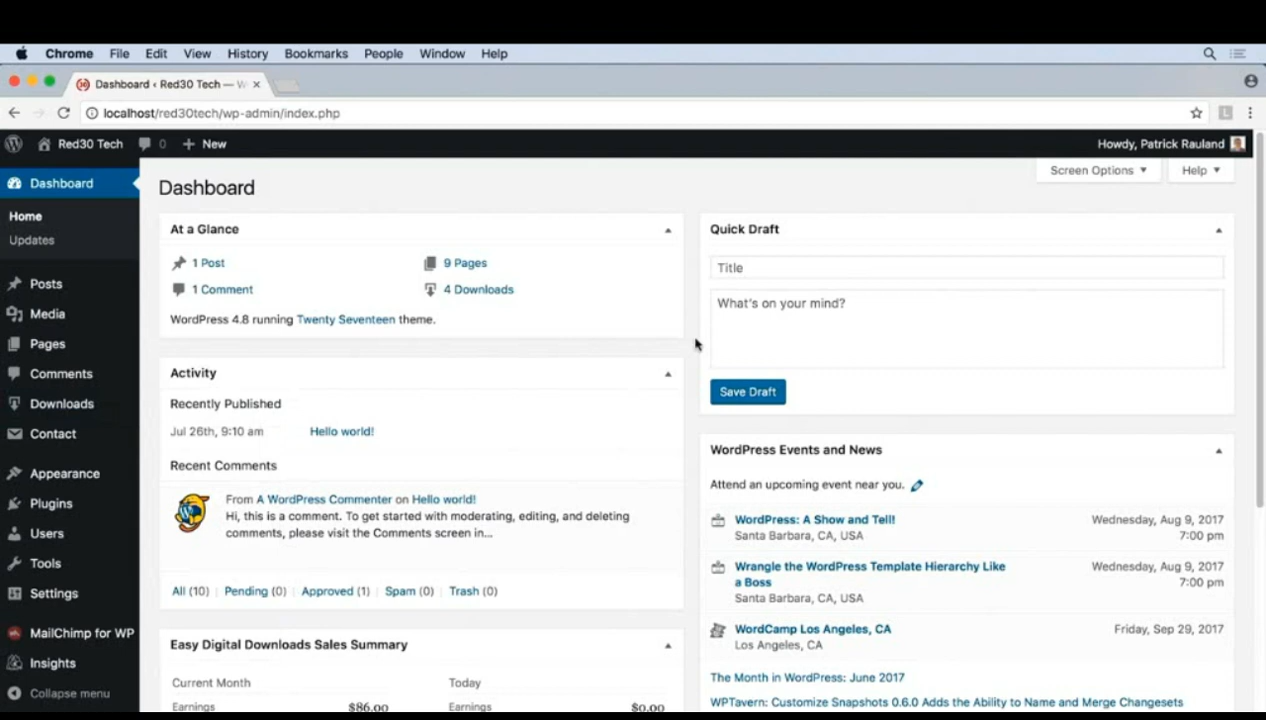 Chrome File Edit View History Bookmarks People Window Help
Dashboard ‹ Red30 Tech — W
localhost/red30tech/wp-admin/index.php
Red30 Tech 0 New Howdy, Patrick Rauland
Screen Options Help
Dashboard
Home
Updates
Posts
Media
Pages
Comments
Downloads
Contact
Appearance
Plugins
Users
Tools
Settings
MailChimp for WP
Insights
Collapse menu
Dashboard
At a Glance
1 Post 9 Pages
1 Comment 4 Downloads
WordPress 4.8 running Twenty Seventeen theme.
Activity
Recently Published
Jul 26th, 9:10 am Hello world!
Recent Comments
From A WordPress Commenter on Hello world!
Hi, this is a comment. To get started with moderating, editing, and deleting
comments, please visit the Comments screen in...
All (10) | Pending (0) | Approved (1) | Spam (0) | Trash (0)
Easy Digital Downloads Sales Summary
Current Month Today
Earnings $86.00 Earnings $0.00
Quick Draft
Title
What's on your mind?
Save Draft
WordPress Events and News
Attend an upcoming event near you.
WordPress: A Show and Tell! Wednesday, Aug 9, 2017
Santa Barbara, CA, USA 7:00 pm
Wrangle the WordPress Template Hierarchy Like Wednesday, Aug 9, 2017
a Boss 7:00 pm
Santa Barbara, CA, USA
WordCamp Los Angeles, CA Friday, Sep 29, 2017
Los Angeles, CA
The Month in WordPress: June 2017
WPTavern: Customize Snapshots 0.6.0 Adds the Ability to Name and Merge Changesets